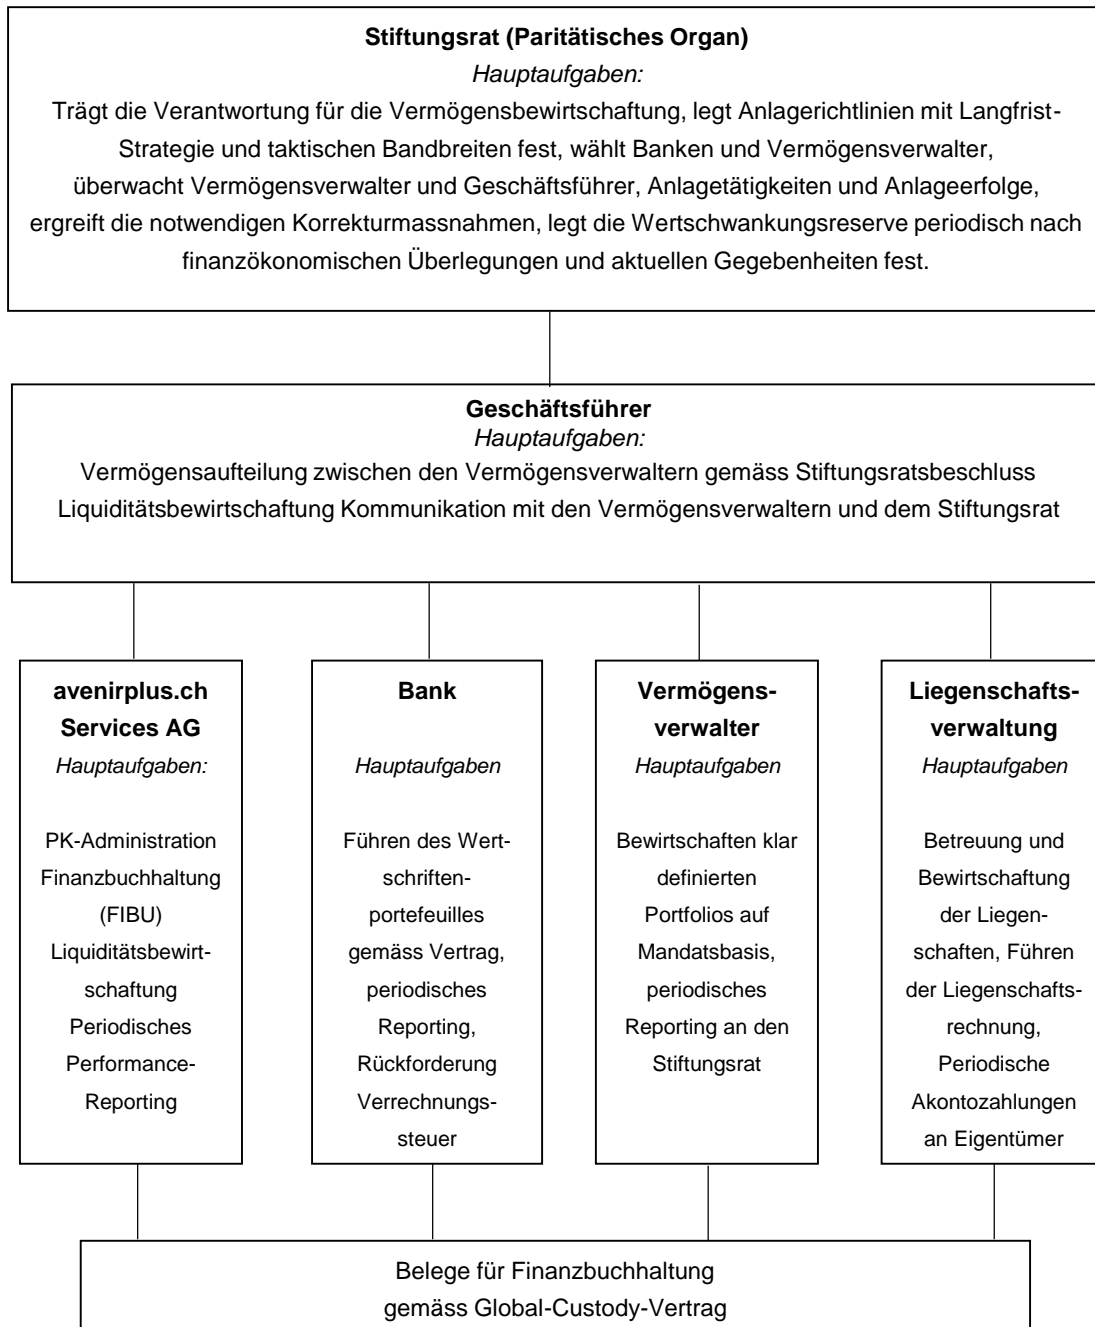 Stiftungsrat (Paritätisches Organ)
Hauptaufgaben:
Trägt die Verantwortung für die Vermögensbewirtschaftung, legt Anlagerichtlinien mit Langfrist-
Strategie und taktischen Bandbreiten fest, wählt Banken und Vermögensverwalter,
überwacht Vermögensverwalter und Geschäftsführer, Anlagetätigkeiten und Anlageerfolge,
ergreift die notwendigen Korrekturmassnahmen, legt die Wertschwankungsreserve periodisch nach
finanzökonomischen Überlegungen und aktuellen Gegebenheiten fest.
Geschäftsführer
Hauptaufgaben:
Vermögensaufteilung zwischen den Vermögensverwaltern gemäss Stiftungsratsbeschluss
Liquiditätsbewirtschaftung Kommunikation mit den Vermögensverwaltern und dem Stiftungsrat
avenirplus.ch
Services AG
Hauptaufgaben:
PK-Administration
Finanzbuchhaltung
(FIBU)
Liquiditätsbewirt-
schaftung
Periodisches
Performance-
Reporting
Bank
Hauptaufgaben
Führen des Wert-
schriften-
portefeuilles
gemäss Vertrag,
periodisches
Reporting,
Rückforderung
Verrechnungs-
steuer
Vermögens-
verwalter
Hauptaufgaben
Bewirtschaften klar
definierten
Portfolios auf
Mandatsbasis,
periodisches
Reporting an den
Stiftungsrat
Liegenschafts-
verwaltung
Hauptaufgaben
Betreuung und
Bewirtschaftung
der Liegen-
schaften, Führen
der Liegenschafts-
rechnung,
Periodische
Akontozahlungen
an Eigentümer
Belege für Finanzbuchhaltung
gemäss Global-Custody-Vertrag